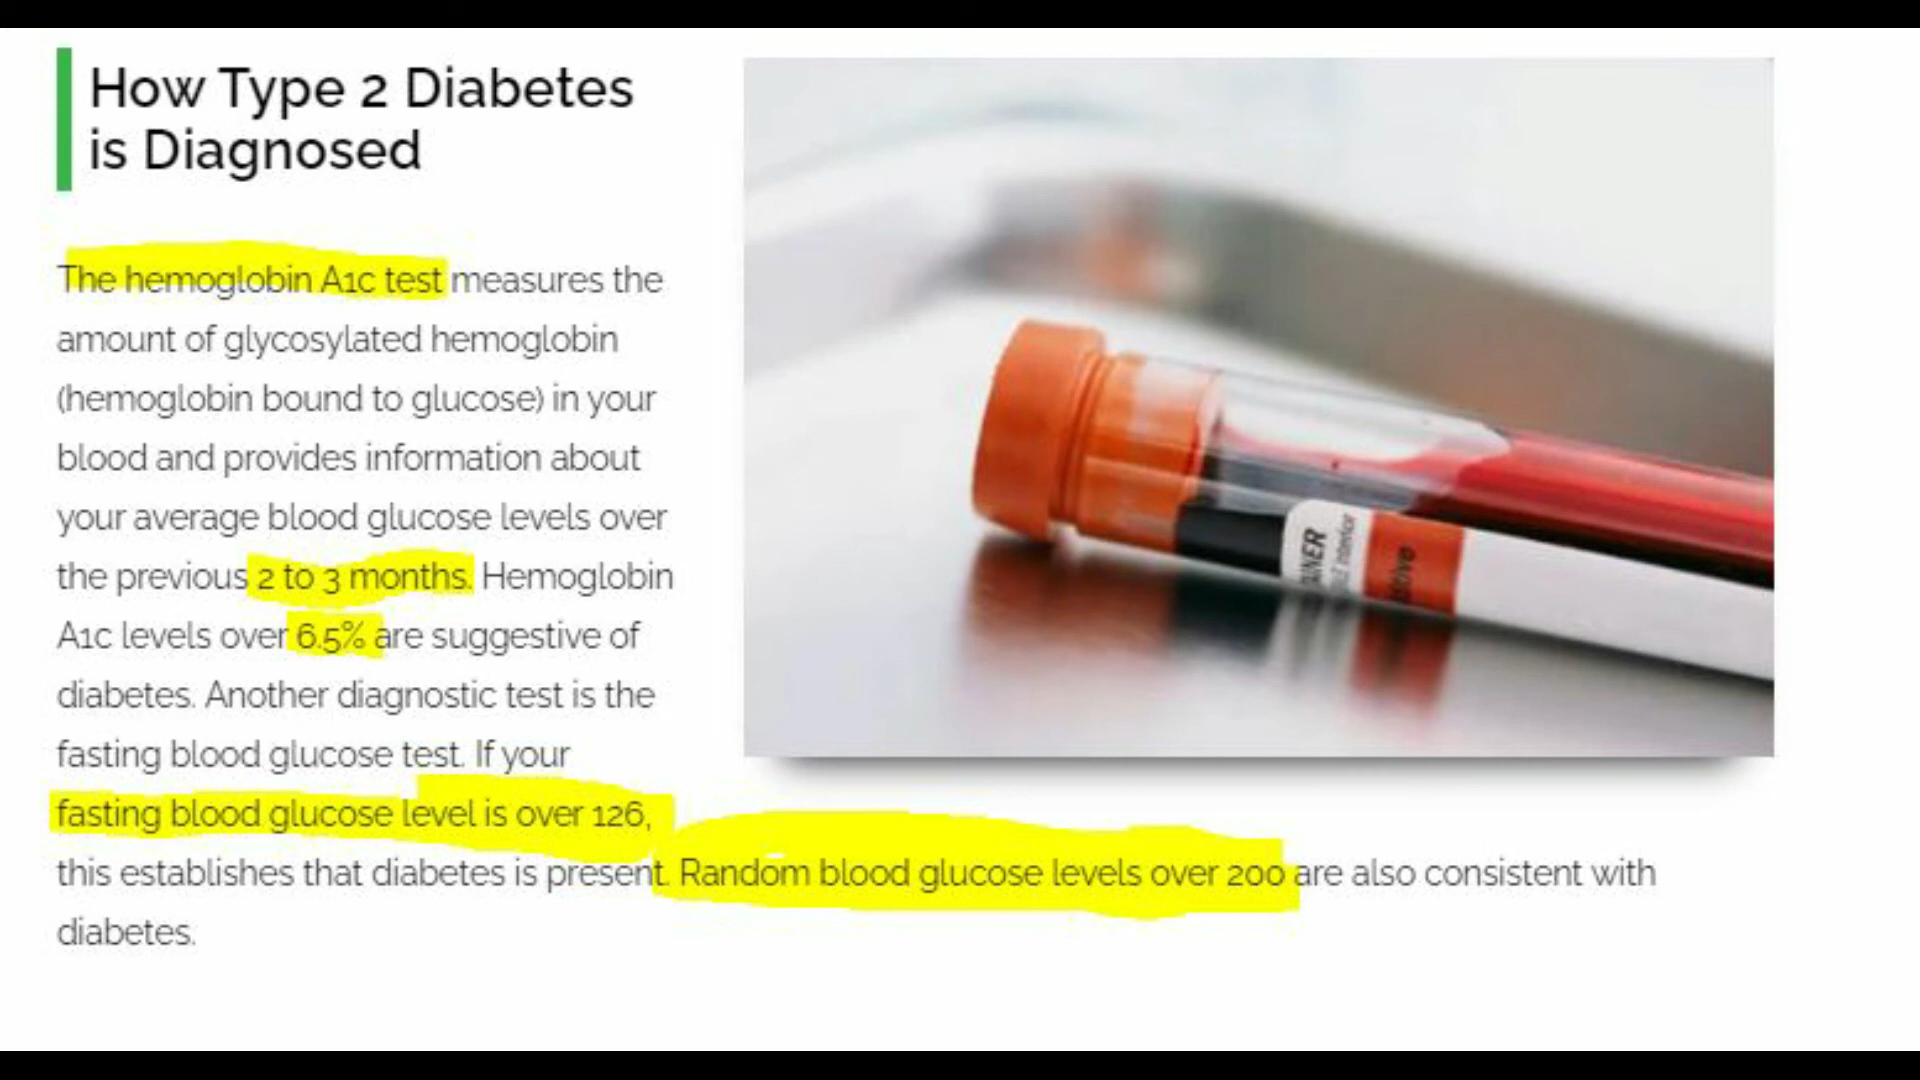 How Type 2 Diabetes
is Diagnosed
The hemoglobin A1c test measures the
amount of glycosylated hemoglobin
(hemoglobin bound to glucose) in your
blood and provides information about
your average blood glucose levels over
the previous 2 to 3 months. Hemoglobin
A1c levels over 6.5% are suggestive of
diabetes. Another diagnostic test is the
fasting blood glucose test. If your
fasting blood glucose level is over 126,
this establishes that diabetes is present. Random blood glucose levels over 200 are also consistent with
diabetes.